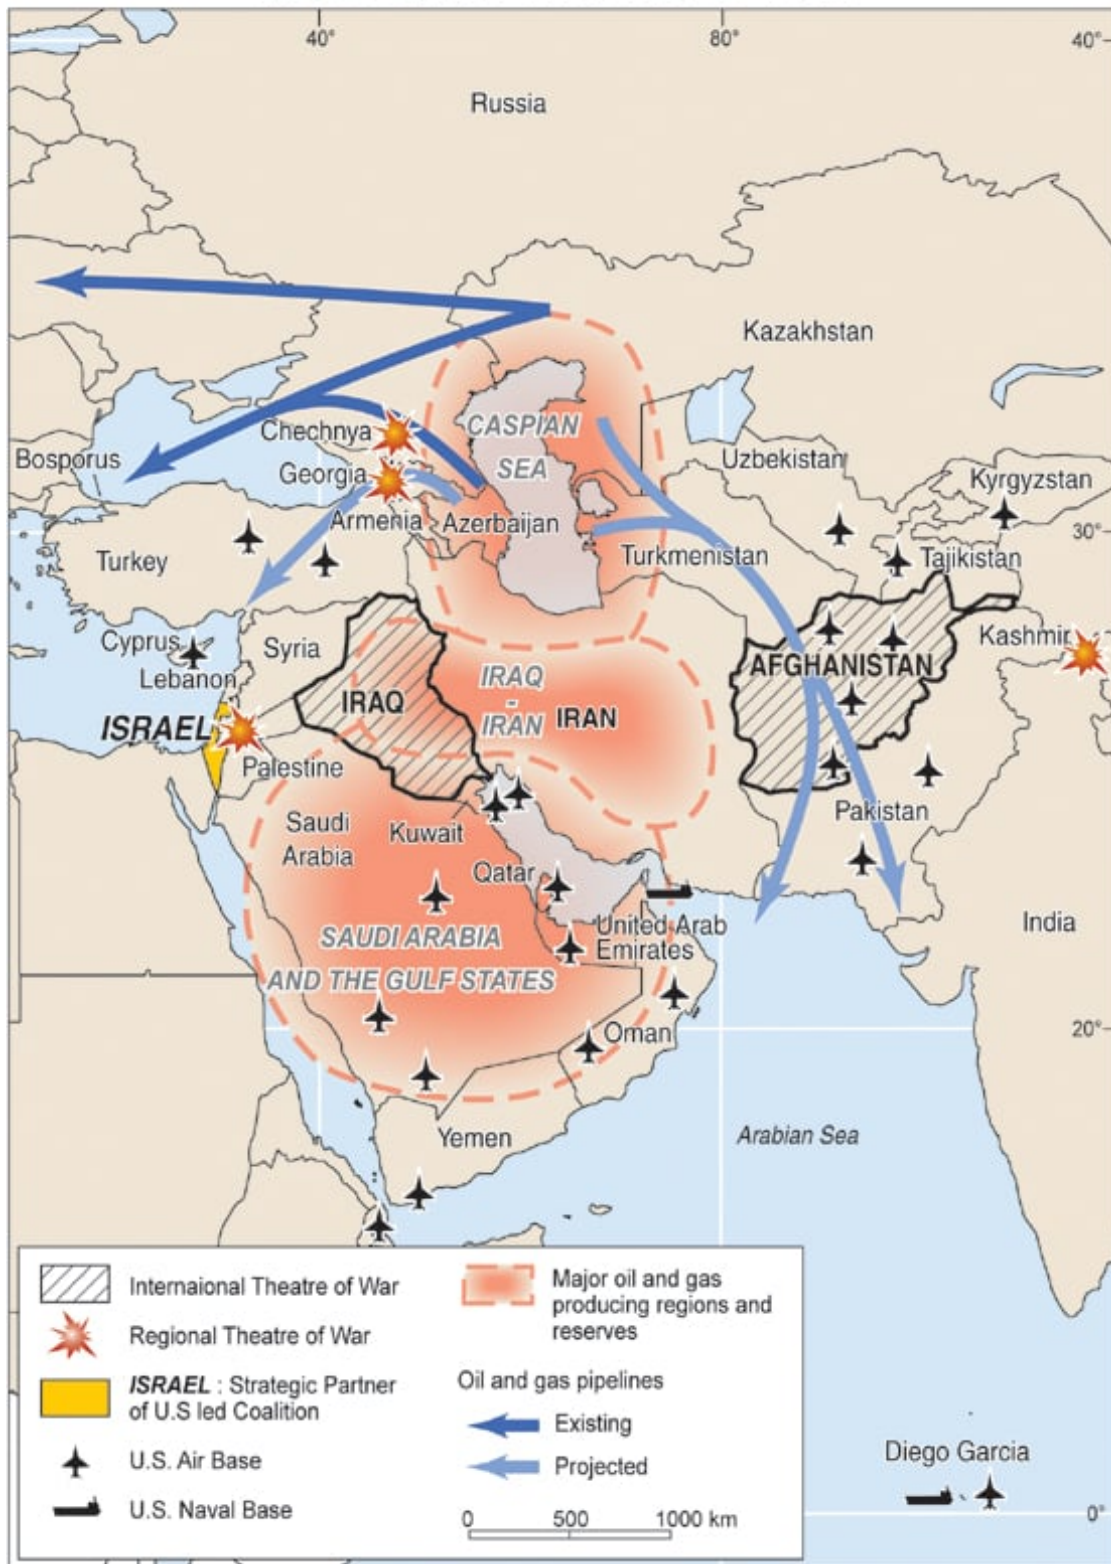 40°
80°
40°
Russia
Kazakhstan
CASPIAN
SEA
Chechnya
Bosporus
Georgia
Uzbekistan
Kyrgyzstan
Armenia
Azerbaijan
30°
Turkey
Turkmenistan
Tajikistan
Cyprus
Syria
Kashmir
Lebanon
AFGHANISTAN
IRAQ
-
IRAN
IRAQ
IRAN
ISRAEL
Palestine
Pakistan
Saudi
Arabia
Kuwait
Qatar
United Arab
Emirates
India
SAUDI ARABIA
AND THE GULF STATES
20°
Oman
Yemen
Arabian Sea
Internaional Theatre of War
Regional Theatre of War
ISRAEL : Strategic Partner
of U.S led Coalition
U.S. Air Base
U.S. Naval Base
Major oil and gas
producing regions and
reserves
Oil and gas pipelines
Existing
Projected
0 500 1000 km
Diego Garcia
0°